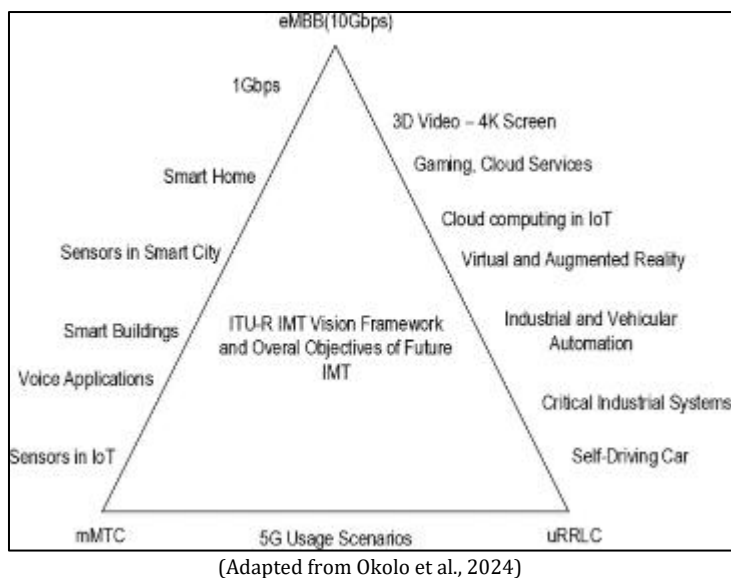 eMBB(10Gbps)
1Gbps
3D Video – 4K Screen
Gaming, Cloud Services
Smart Home
Cloud computing in IoT
Sensors in Smart City
Virtual and Augmented Reality
ITU-R IMT Vision Framework
and Overal Objectives of Future
IMT
Industrial and Vehicular
Automation
Smart Buildings
Voice Applications
Critical Industrial Systems
Sensors in IoT
Self-Driving Car
mMTC
5G Usage Scenarios
uRRLC
(Adapted from Okolo et al., 2024)